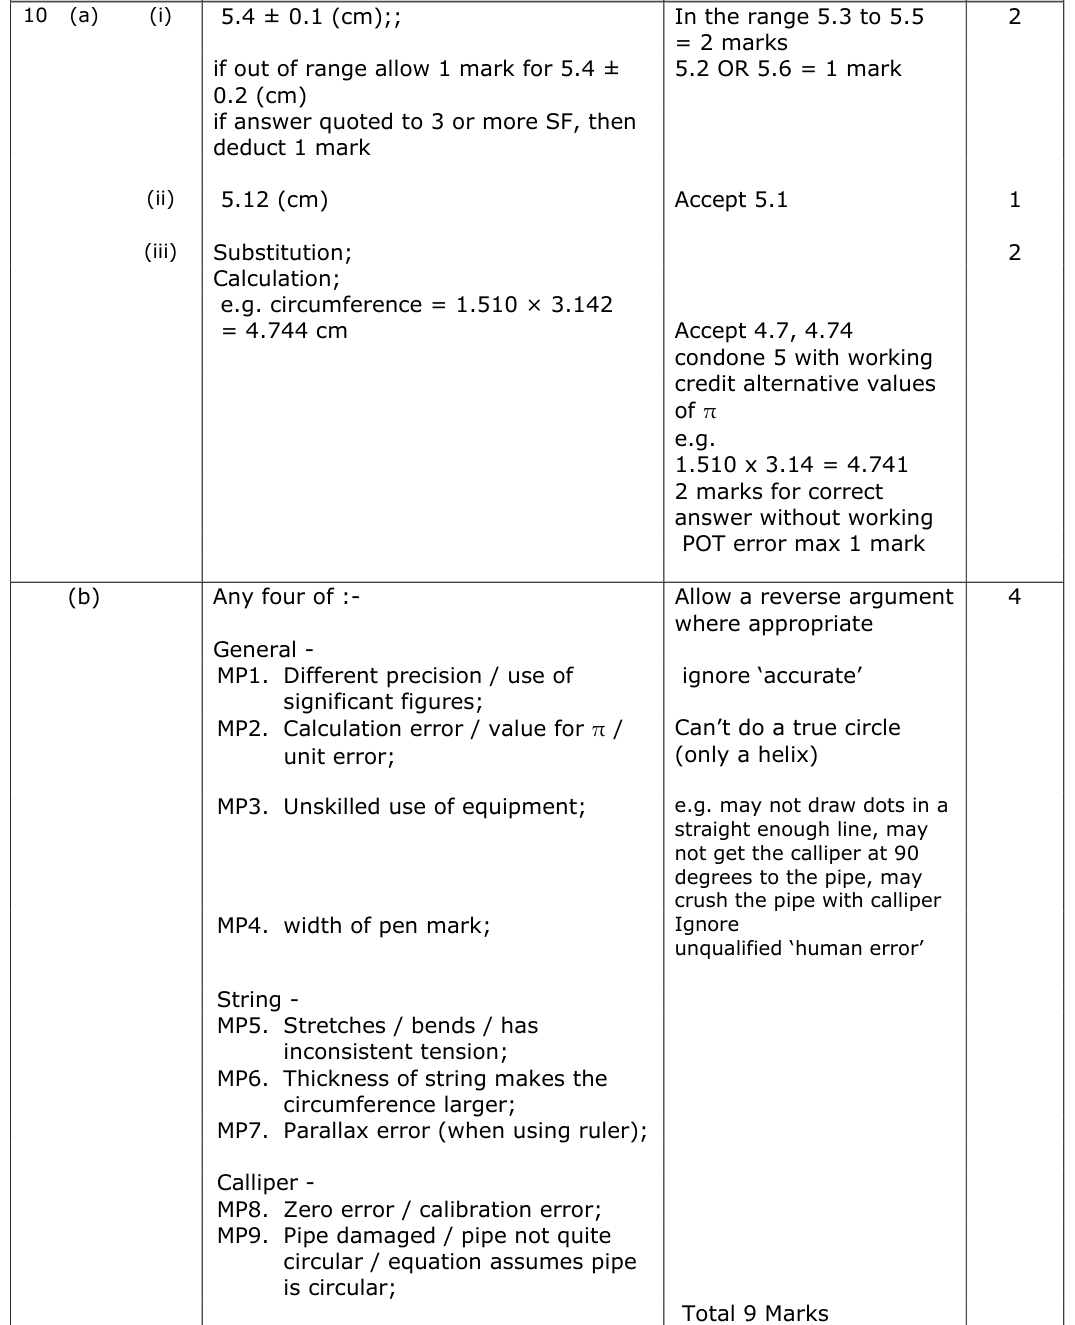 10 (a) (i) 5.4 ± 0.1 (cm);; In the range 5.3 to 5.5 2
= 2 marks
if out of range allow 1 mark for 5.4 ± 5.2 OR 5.6 = 1 mark
0.2 (cm)
if answer quoted to 3 or more SF, then
deduct 1 mark
(ii) 5.12 (cm) Accept 5.1 1
(iii) Substitution; 2
Calculation;
e.g. circumference = 1.510 × 3.142
= 4.744 cm Accept 4.7, 4.74
condone 5 with working
credit alternative values
of π
e.g.
1.510 x 3.14 = 4.741
2 marks for correct
answer without working
POT error max 1 mark
(b) Any four of :- Allow a reverse argument 4
where appropriate
General -
MP1. Different precision / use of ignore ‘accurate’
significant figures;
MP2. Calculation error / value for π / Can’t do a true circle
unit error; (only a helix)
MP3. Unskilled use of equipment; e.g. may not draw dots in a
straight enough line, may
not get the calliper at 90
degrees to the pipe, may
crush the pipe with calliper
MP4. width of pen mark; Ignore
unqualified ‘human error’
String -
MP5. Stretches / bends / has
inconsistent tension;
MP6. Thickness of string makes the
circumference larger;
MP7. Parallax error (when using ruler);
Calliper -
MP8. Zero error / calibration error;
MP9. Pipe damaged / pipe not quite
circular / equation assumes pipe
is circular;
Total 9 Marks